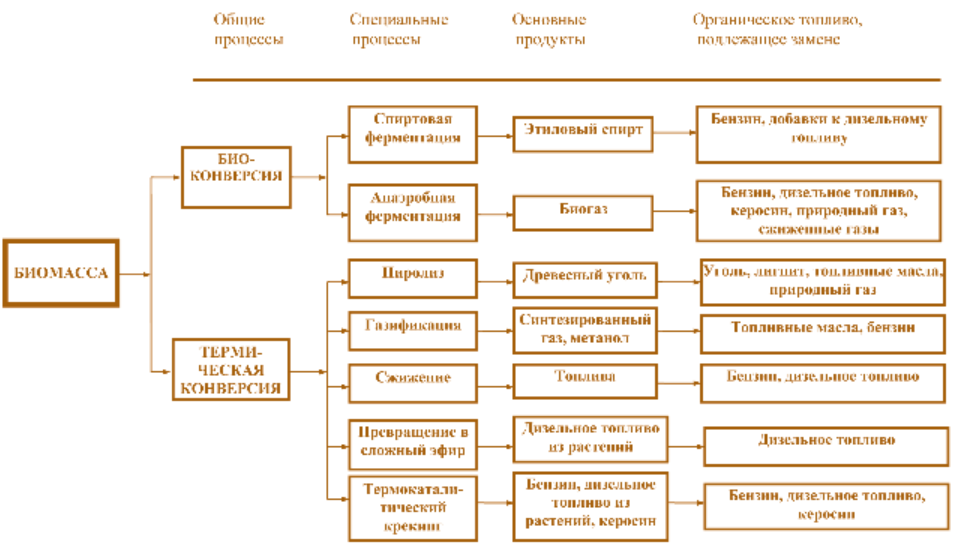 Общие
процессы
Специальные
процессы
Основные
продукты
Органическое топливо,
подлежащее замене
БИОМАССА
БИО-
КОНВЕРСИЯ
Спиртовая
ферментация
Этиловый спирт
Бензин, добавки к дизельному
топливу
Анаэробная
ферментация
Биогаз
Бензин, дизельное топливо,
керосин, природный газ,
сжиженные газы
ТЕРМИ-
ЧЕСКАЯ
КОНВЕРСИЯ
Пиролиз
Древесный уголь
Уголь, лигнит, топливные масла,
природный газ
Газификация
Синтезированный
газ, метанол
Топливные масла, бензин
Сжижение
Топлива
Бензин, дизельное топливо
Превращение в
сложный эфир
Дизельное топливо
из растений
Дизельное топливо
Термокатали-
тический
крекинг
Бензин, дизельное
топливо из
растений, керосин
Бензин, дизельное топливо,
керосин